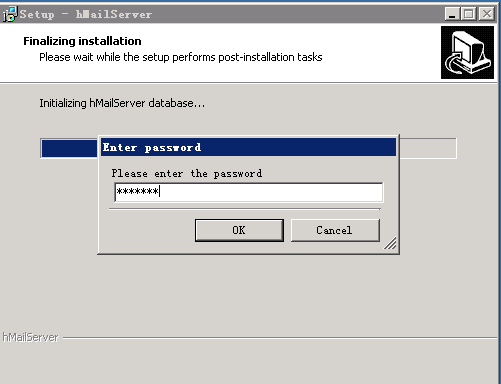 Setup - hMailServer
Finalizing installation
Please wait while the setup performs post-installation tasks
Initializing hMailServer database...
Enter password
Please enter the password
*******
OK
Cancel
hMailServer